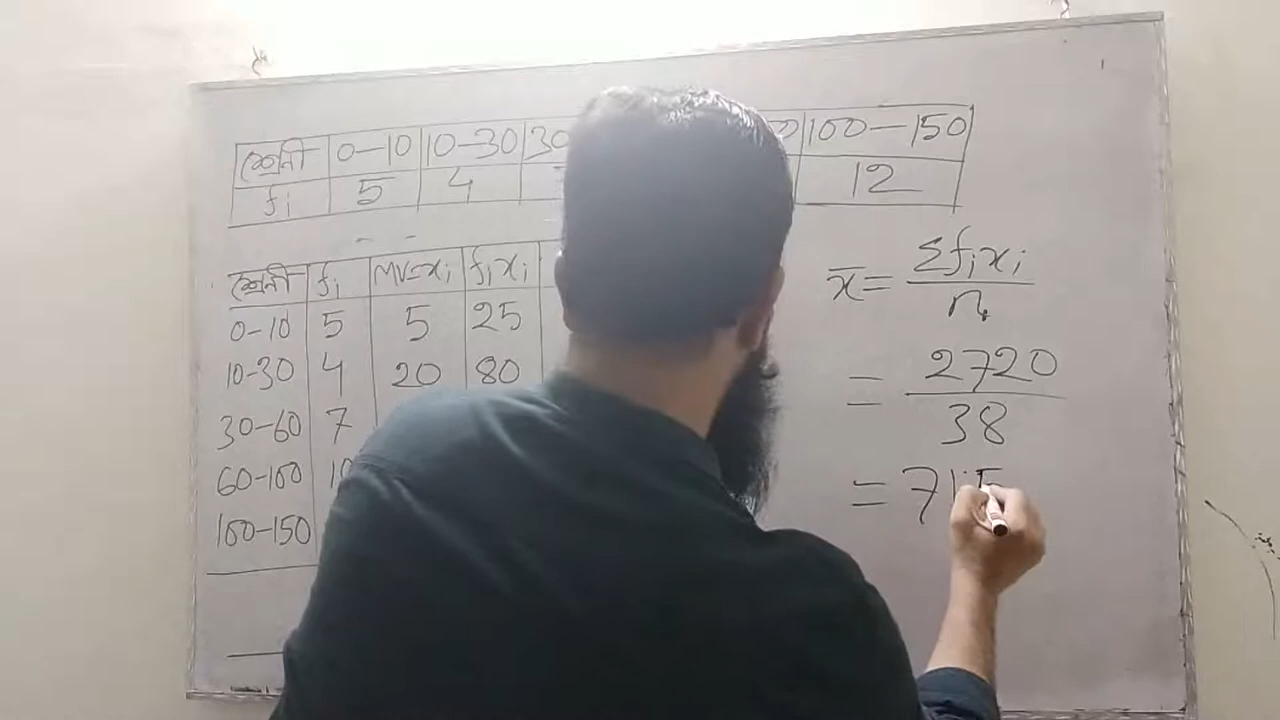 শ্রেনী 0-10 10-30 30 100-150
fi 5 4 12
শ্রেনী fi MV=xi fixi
0-10 5 5 25
10-30 4 20 80
30-60 7
60-100 10
100-150
x̄ = Σfixi / n
= 2720 / 38
= 71.5